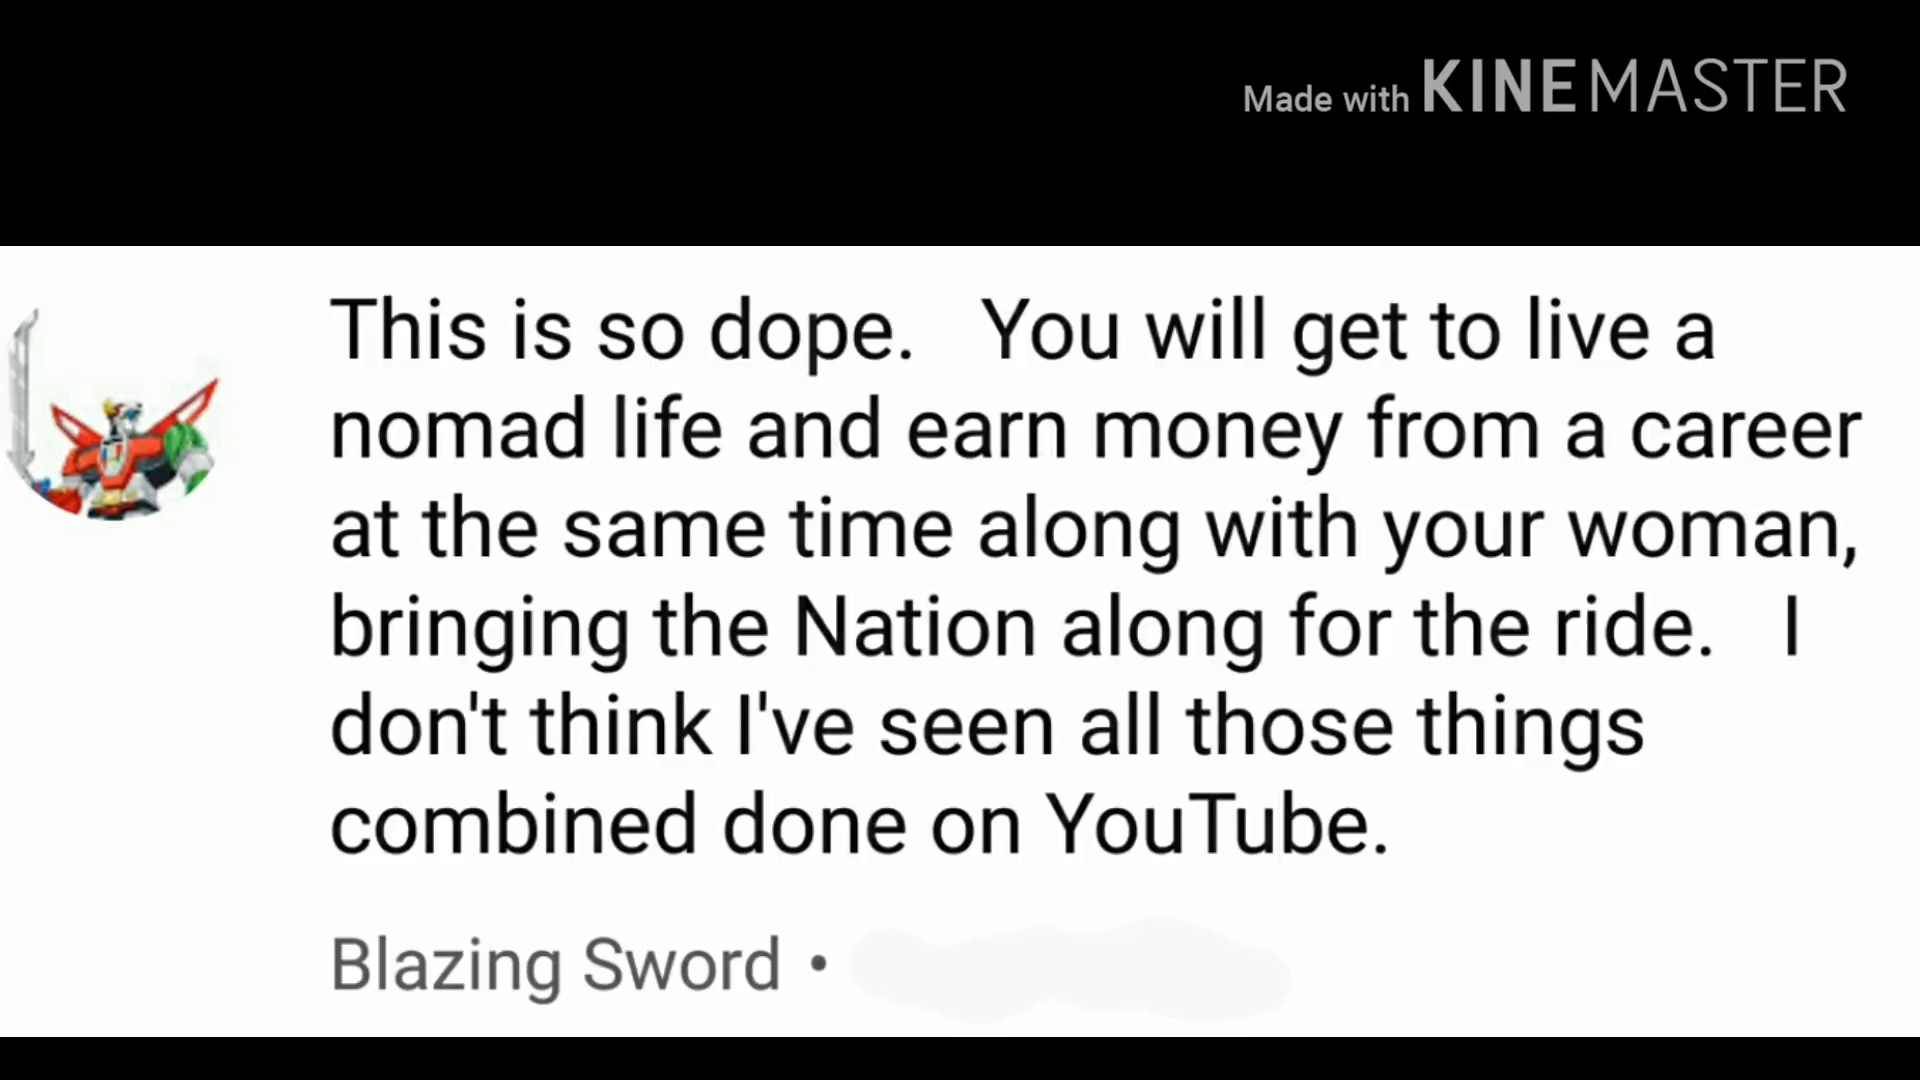 Made with KINEMASTER
This is so dope.   You will get to live a
nomad life and earn money from a career
at the same time along with your woman,
bringing the Nation along for the ride.   I
don't think I've seen all those things
combined done on YouTube.
Blazing Sword •